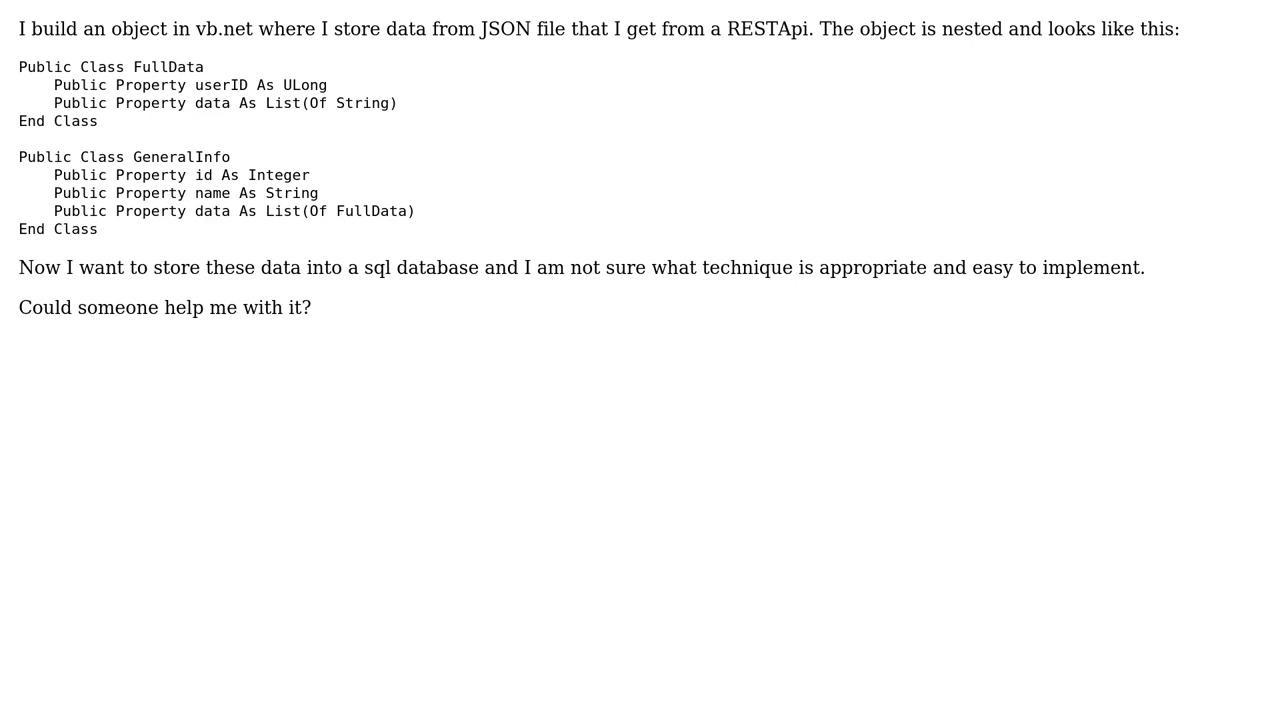 I build an object in vb.net where I store data from JSON file that I get from a RESTApi. The object is nested and looks like this:
Public Class FullData
    Public Property userID As ULong
    Public Property data As List(Of String)
End Class
Public Class GeneralInfo
    Public Property id As Integer
    Public Property name As String
    Public Property data As List(Of FullData)
End Class
Now I want to store these data into a sql database and I am not sure what technique is appropriate and easy to implement.
Could someone help me with it?